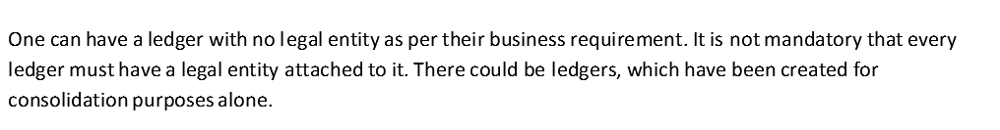 One can have a ledger with no legal entity as per their business requirement. It is not mandatory that every
ledger must have a legal entity attached to it. There could be ledgers, which have been created for
consolidation purposes alone.